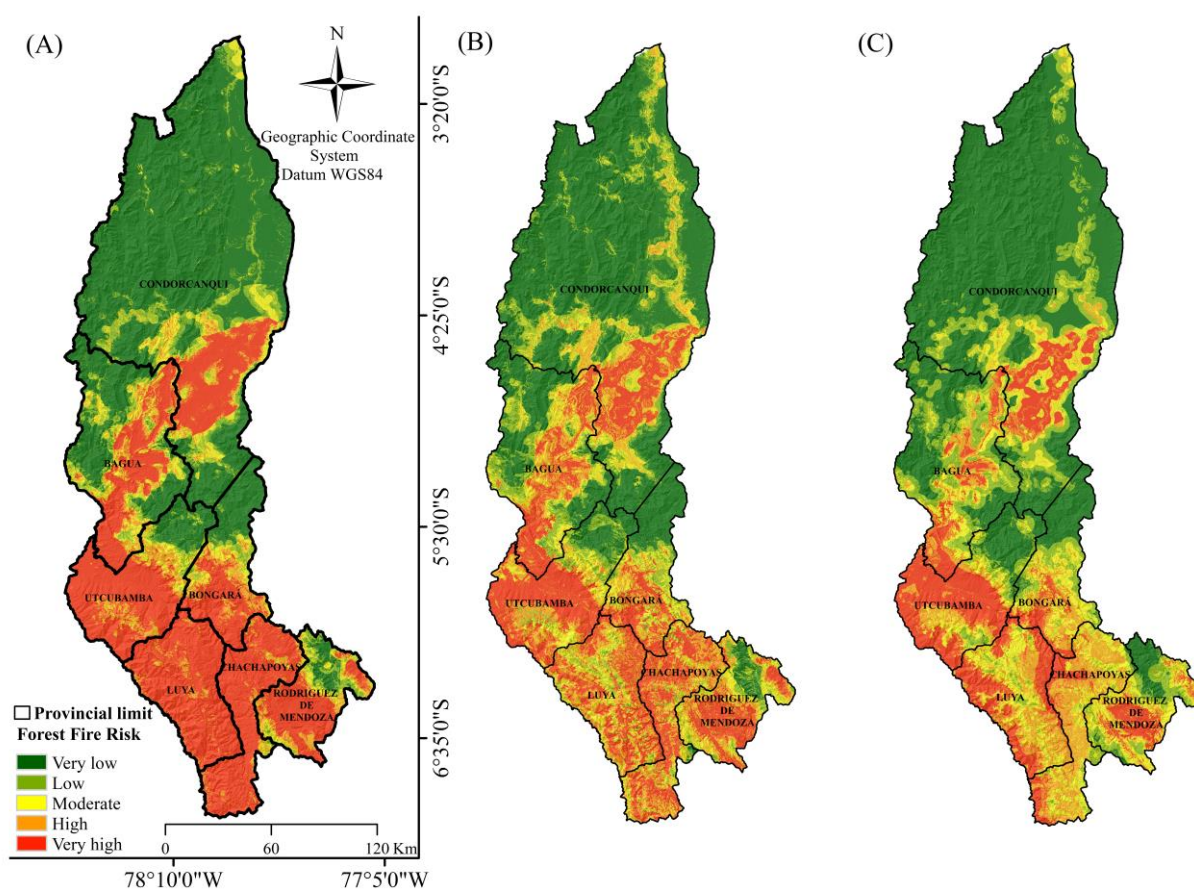 (A)
N
Geographic Coordinate
System
Datum WGS84
(B)
(C)
3°20'0"S
4°25'0"S
5°30'0"S
6°35'0"S
CONDORCANQUI
BAGUA
UTCUBAMBA
BONGARÁ
CHACHAPOYAS
LUYA
RODRIGUEZ
DE
MENDOZA
CONDORCANQUI
BAGUA
UTCUBAMBA
BONGARÁ
CHACHAPOYAS
LUYA
RODRIGUEZ
DE
MENDOZA
CONDORCANQUI
BAGUA
UTCUBAMBA
BONGARÁ
CHACHAPOYAS
LUYA
RODRIGUEZ
DE
MENDOZA
Provincial limit
Forest Fire Risk
Very low
Low
Moderate
High
Very high
0 60 120 Km
78°10'0"W 77°5'0"W